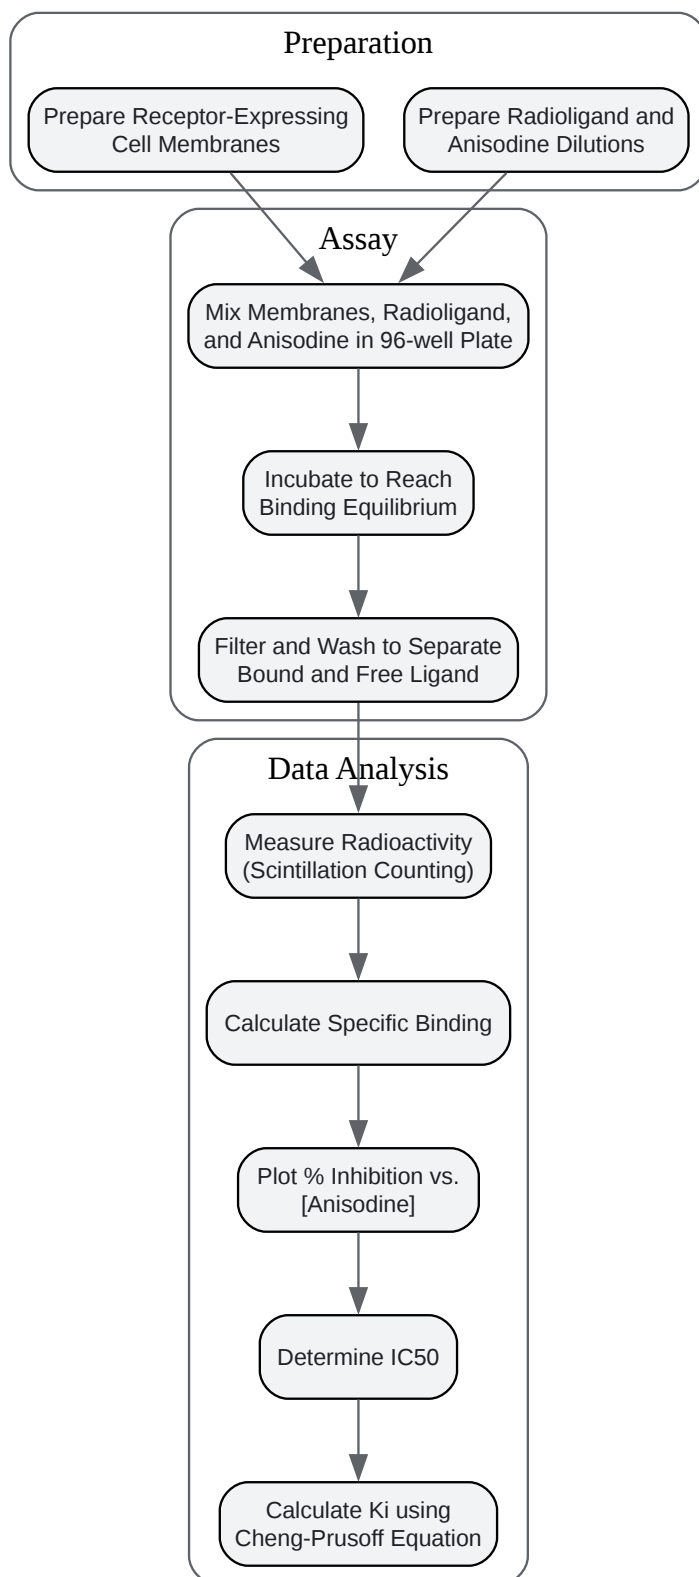 Preparation
Prepare Receptor-Expressing
Cell Membranes
Prepare Radioligand and
Anisodine Dilutions
Assay
Mix Membranes, Radioligand,
and Anisodine in 96-well Plate
Incubate to Reach
Binding Equilibrium
Filter and Wash to Separate
Bound and Free Ligand
Data Analysis
Measure Radioactivity
(Scintillation Counting)
Calculate Specific Binding
Plot % Inhibition vs.
[Anisodine]
Determine IC50
Calculate Ki using
Cheng-Prusoff Equation